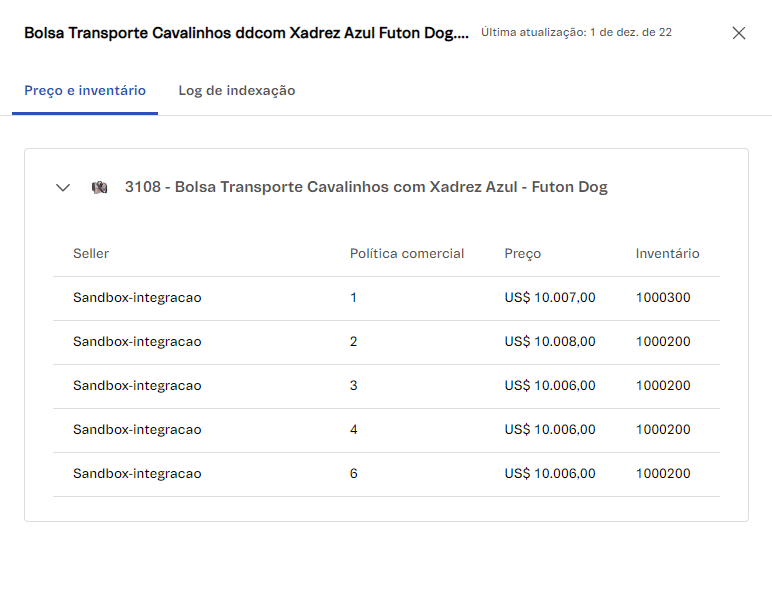 Bolsa Transporte Cavalinhos ddcom Xadrez Azul Futon Dog.... Última atualização: 1 de dez. de 22
Preço e inventário Log de indexação
3108 - Bolsa Transporte Cavalinhos com Xadrez Azul - Futon Dog
Seller Política comercial Preço Inventário
Sandbox-integracao 1 US$ 10.007,00 1000300
Sandbox-integracao 2 US$ 10.008,00 1000200
Sandbox-integracao 3 US$ 10.006,00 1000200
Sandbox-integracao 4 US$ 10.006,00 1000200
Sandbox-integracao 6 US$ 10.006,00 1000200